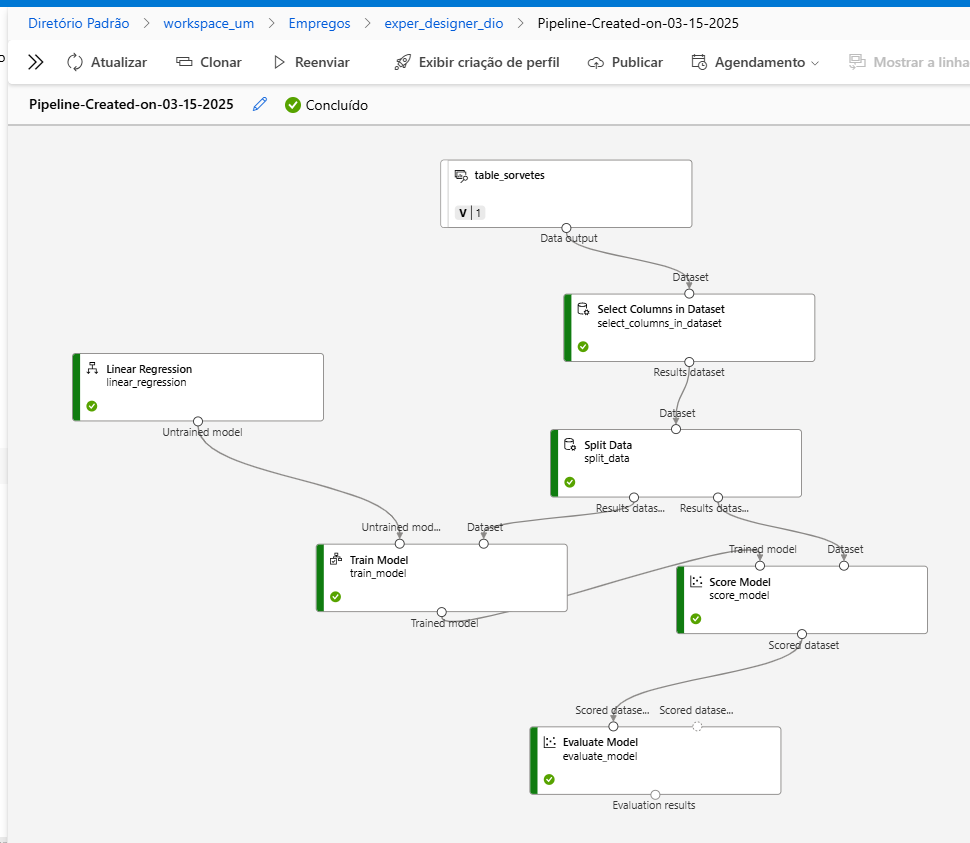 Diretório Padrão > workspace_um > Empregos > exper_designer_dio > Pipeline-Created-on-03-15-2025
Atualizar Clonar Reenviar Exibir criação de perfil Publicar Agendamento Mostrar a linha
Pipeline-Created-on-03-15-2025 Concluído
table_sorvetes
V | 1
Data output
Dataset
Select Columns in Dataset
select_columns_in_dataset
Results dataset
Linear Regression
linear_regression
Untrained model
Dataset
Split Data
split_data
Results datas... Results datas...
Untrained mod... Dataset
Train Model
train_model
Trained model
Trained model Dataset
Score Model
score_model
Scored dataset
Scored datase... Scored datase...
Evaluate Model
evaluate_model
Evaluation results